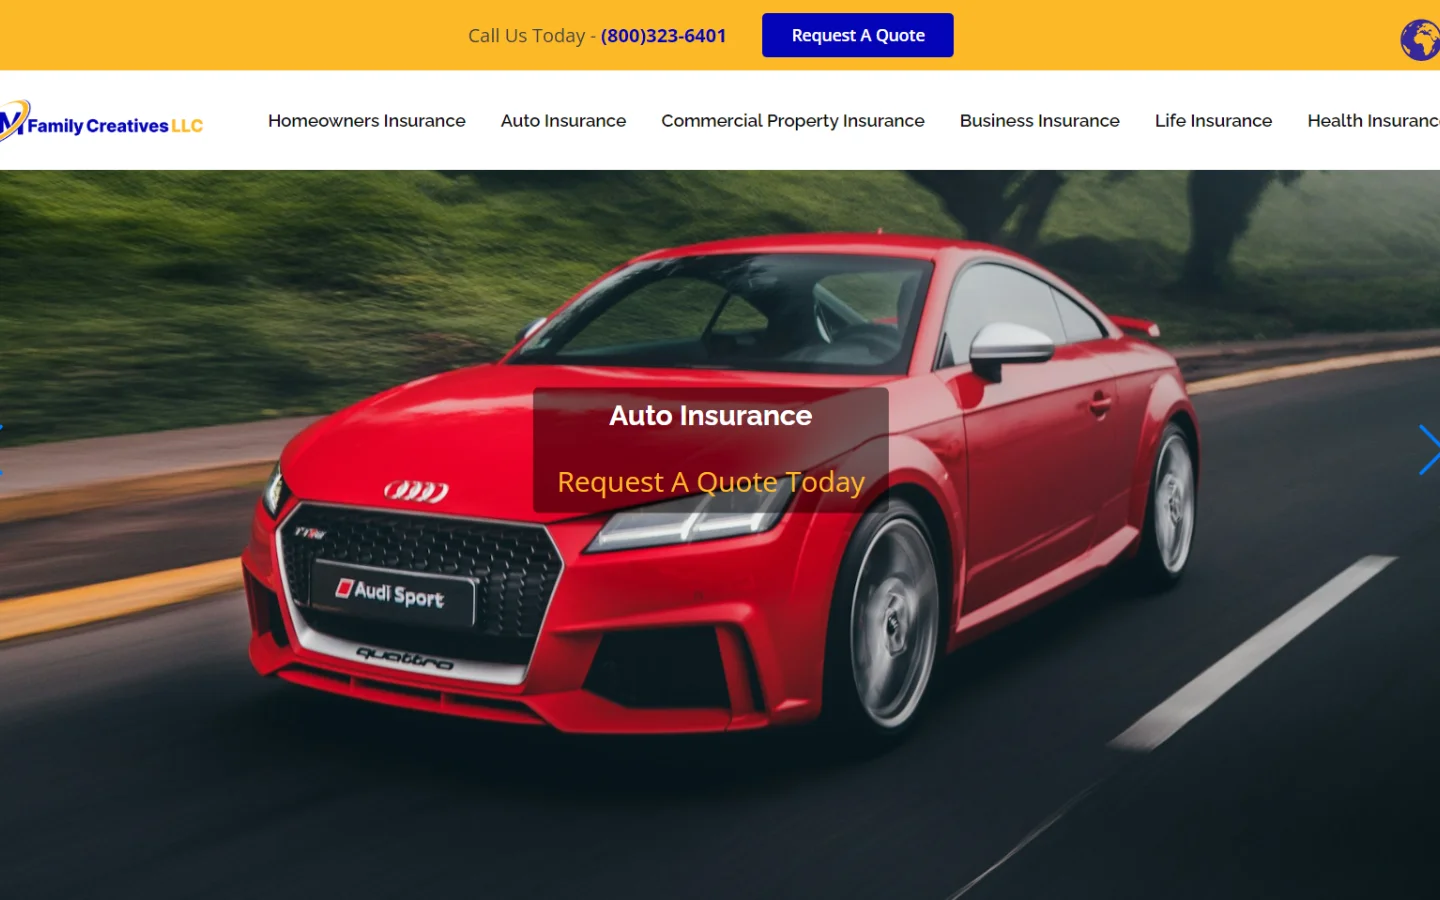 Call Us Today - (800)323-6401
Request A Quote
M Family Creatives LLC
Homeowners Insurance
Auto Insurance
Commercial Property Insurance
Business Insurance
Life Insurance
Health Insuranc
Auto Insurance
Request A Quote Today
Audi Sport
quattro